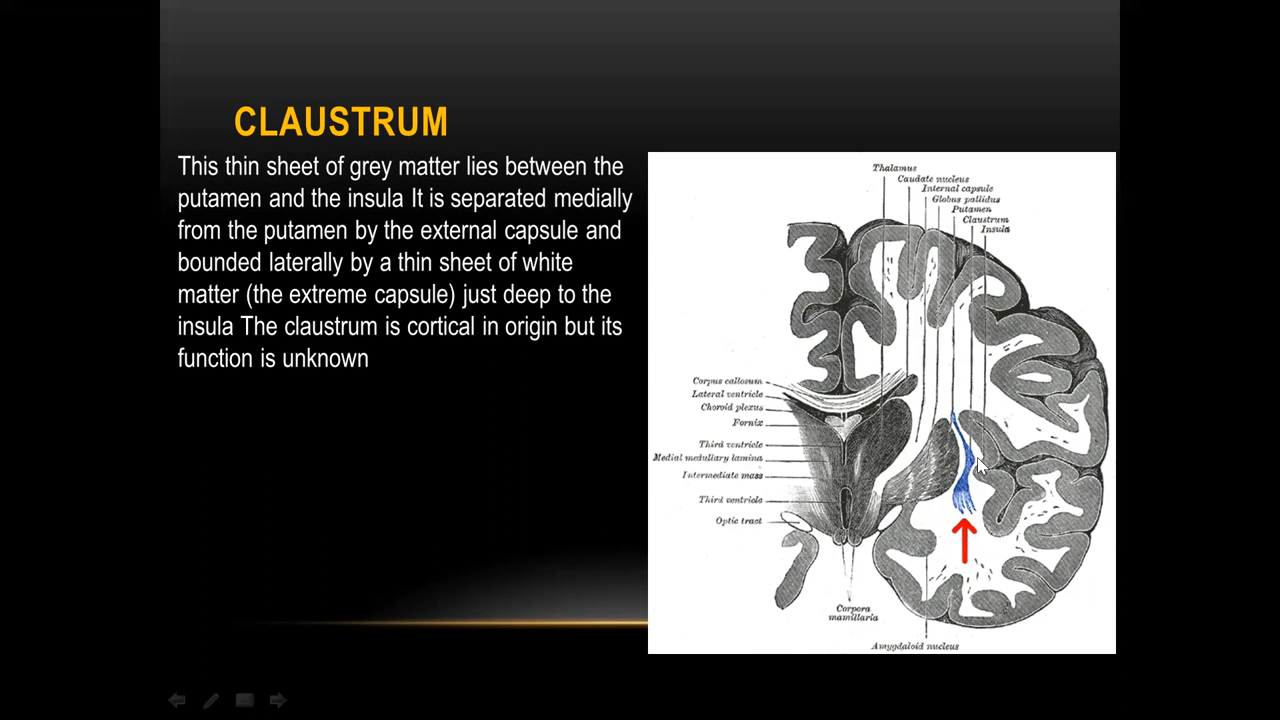 CLAUSTRUM
This thin sheet of grey matter lies between the
putamen and the insula It is separated medially
from the putamen by the external capsule and
bounded laterally by a thin sheet of white
matter (the extreme capsule) just deep to the
insula The claustrum is cortical in origin but its
function is unknown
Thalamus
Caudate nucleus
Internal capsule
Globus pallidus
Putamen
Claustrum
Insula
Corpus callosum
Lateral ventricle
Choroid plexus
Fornix
Third ventricle
Medial medullary lamina
Intermediate mass
Third ventricle
Optic tract
Corpora
mamillaria
Amygdaloid nucleus